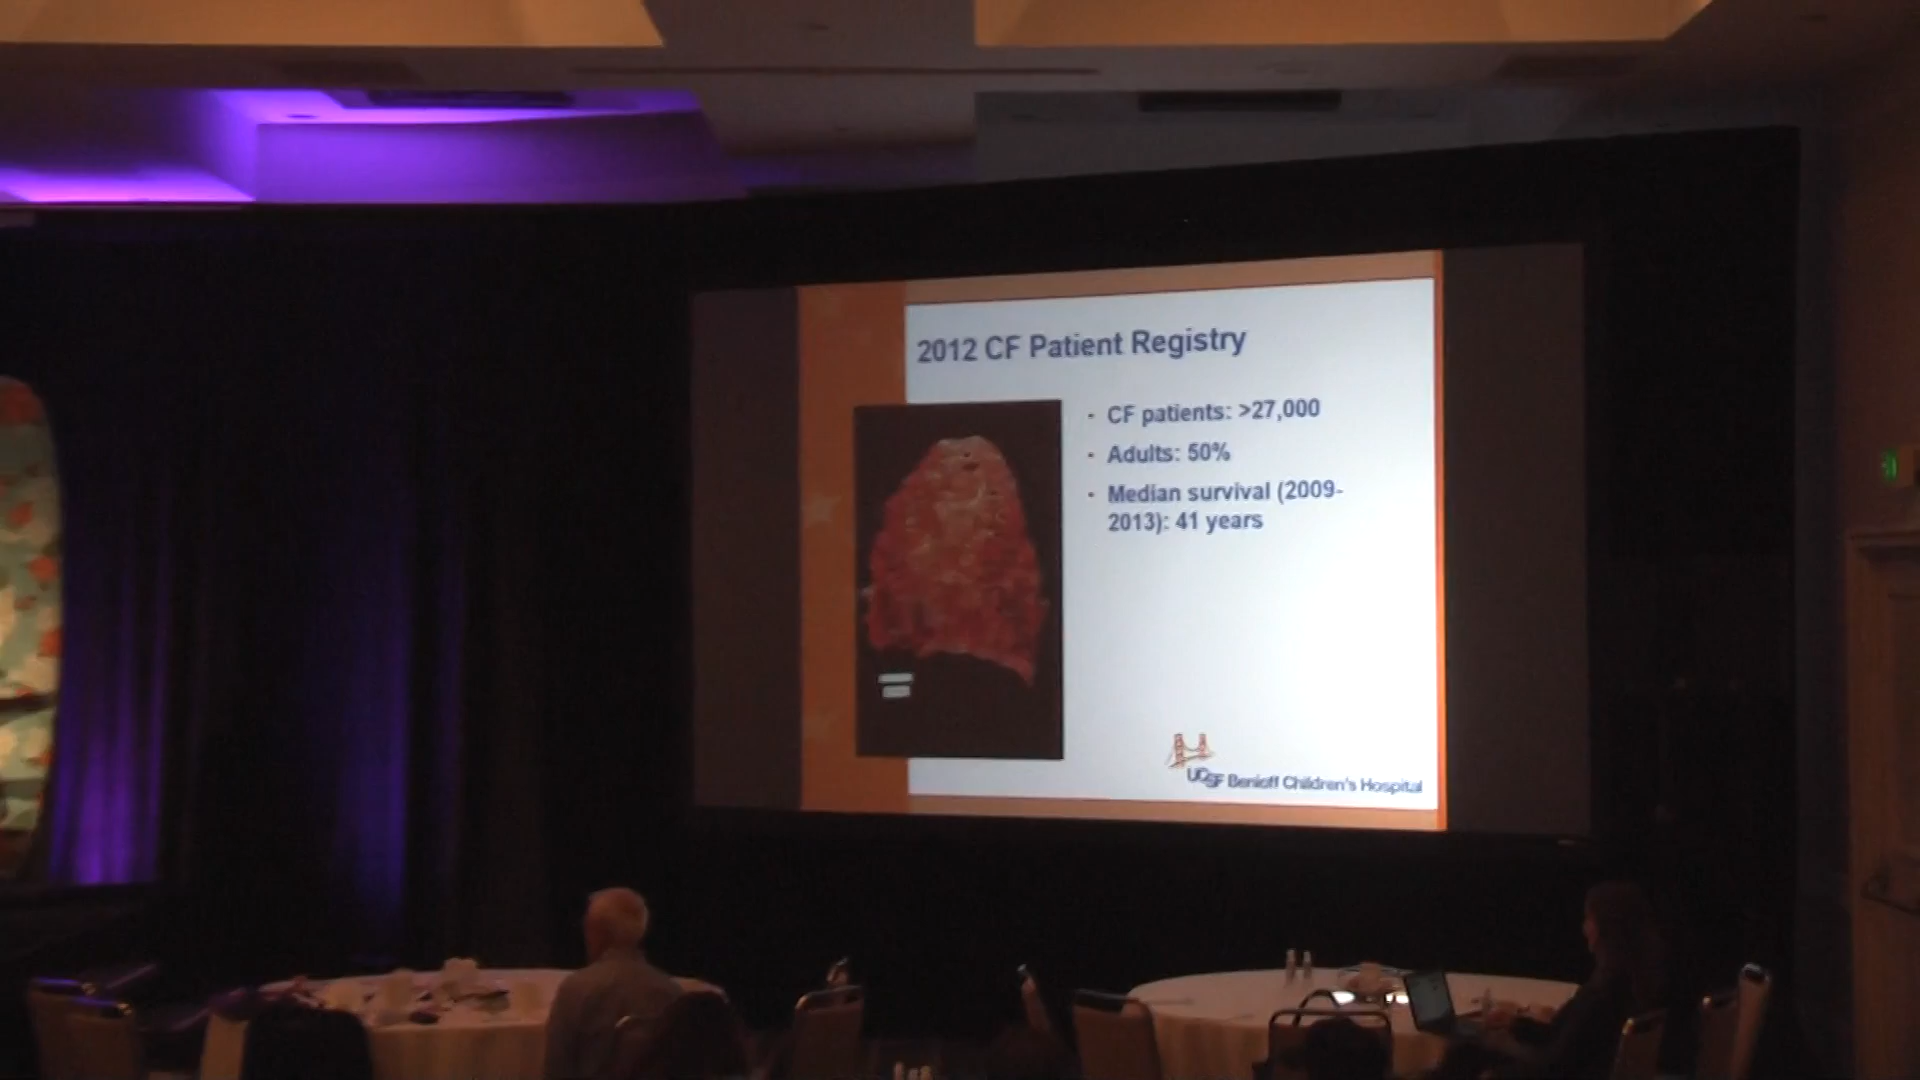 2012 CF Patient Registry
- CF patients: >27,000
- Adults: 50%
- Median survival (2009-
2013): 41 years
UCSF Benioff Children's Hospital